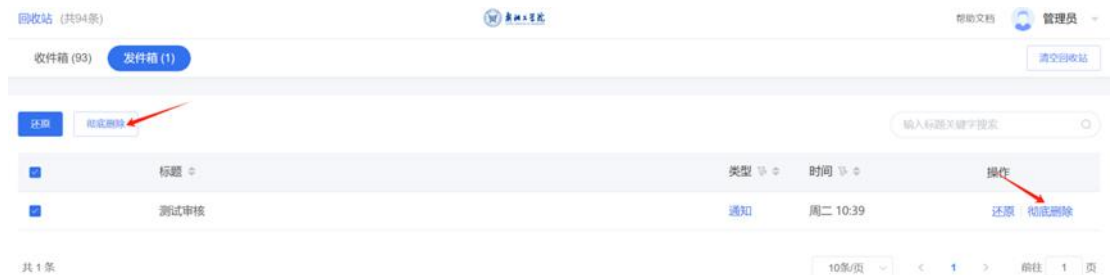 回收站 (共94条)
帮助文档 管理员
收件箱 (93) 发件箱 (1) 清空回收站
还原 彻底删除 输入标题关键字搜索
标题 类型 时间 操作
测试审核 通知 周二 10:39 还原 彻底删除
共 1 条 10条/页 < 1 > 前往 1 页